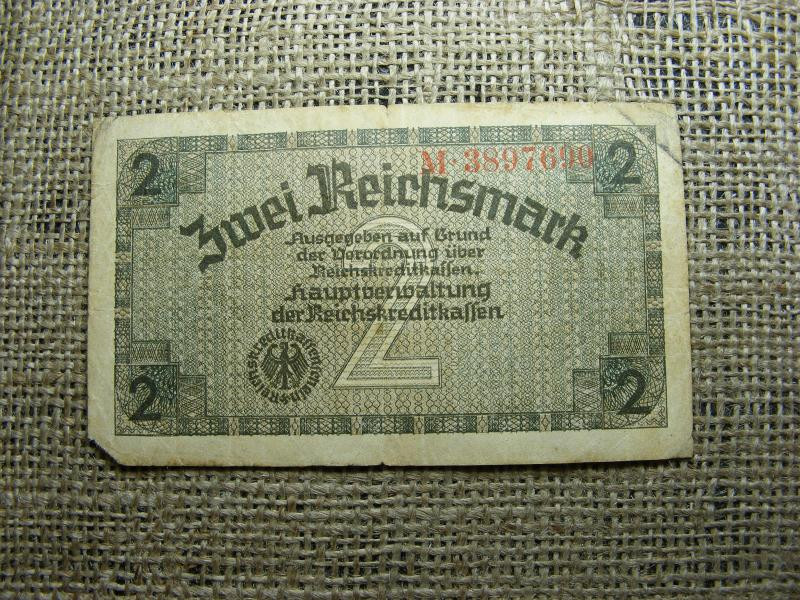 2 2
M·3897690
Zwei Reichsmark
Ausgegeben auf Grund
der Verordnung über
Reichskreditkassen.
Hauptverwaltung
der Reichskreditkassen
2
2 2